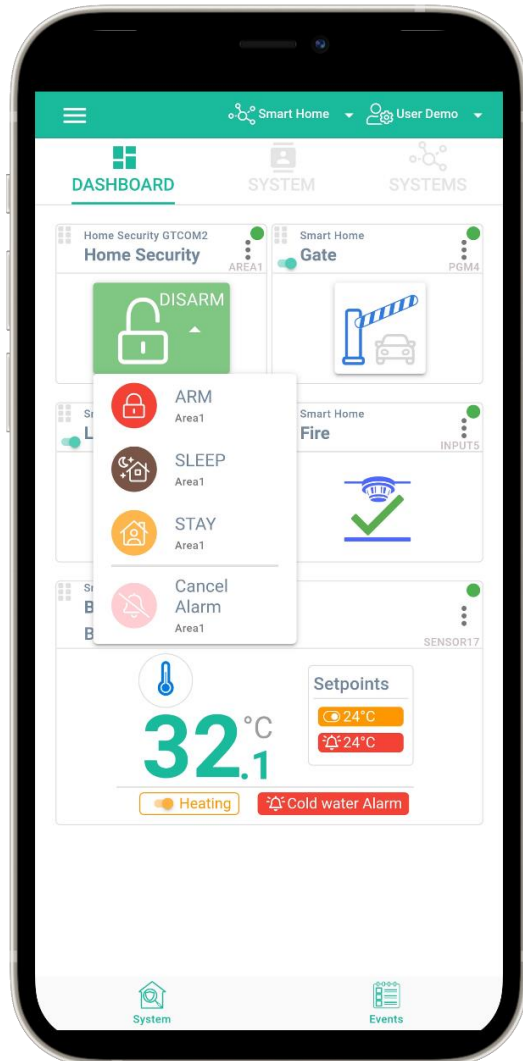 Smart Home
User Demo
DASHBOARD
SYSTEM
SYSTEMS
Home Security GTCOM2
Home Security
AREA1
DISARM
Smart Home
Gate
PGM4
ARM
Area1
SLEEP
Area1
STAY
Area1
Cancel
Alarm
Area1
Smart Home
Fire
INPUT5
SENSOR17
32.1
°C
Setpoints
24°C
24°C
Heating
Cold water Alarm
System
Events